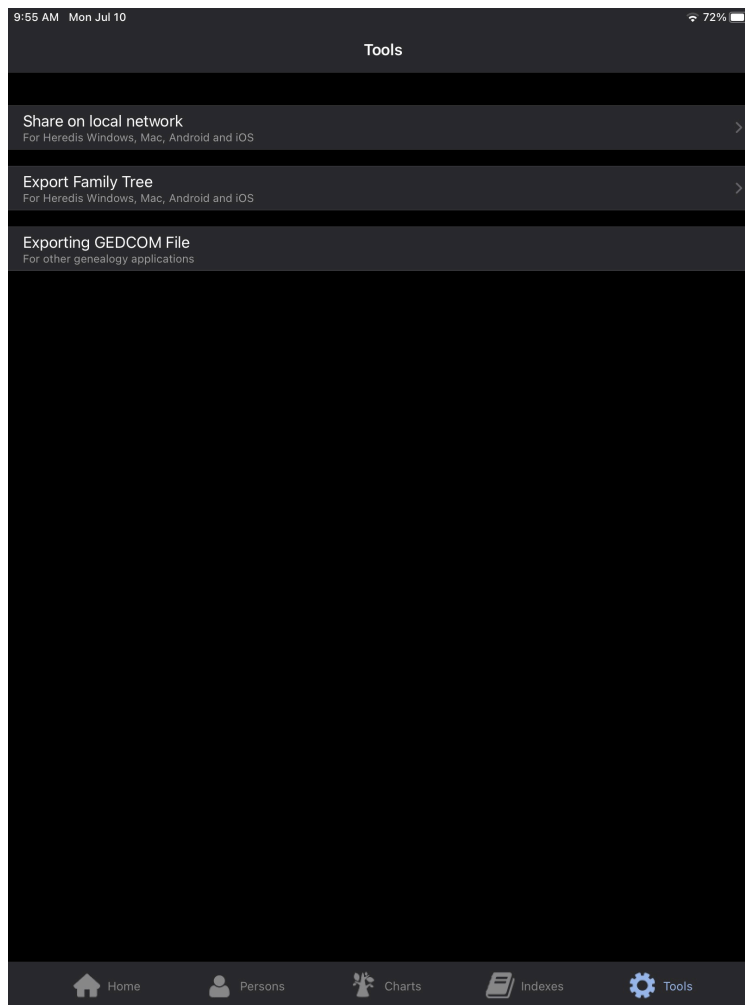 9:55 AM Mon Jul 10
72%
Tools
Share on local network
For Heredis Windows, Mac, Android and iOS
Export Family Tree
For Heredis Windows, Mac, Android and iOS
Exporting GEDCOM File
For other genealogy applications
Home Persons Charts Indexes Tools